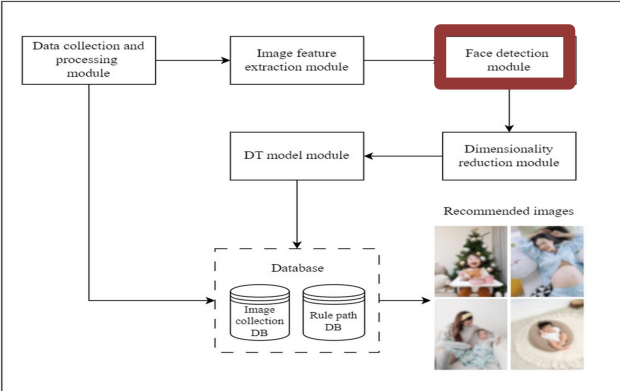 Data collection and
processing
module
Image feature
extraction module
Face detection
module
DT model module
Dimensionality
reduction module
Recommended images
Database
Image
collection
DB
Rule path
DB